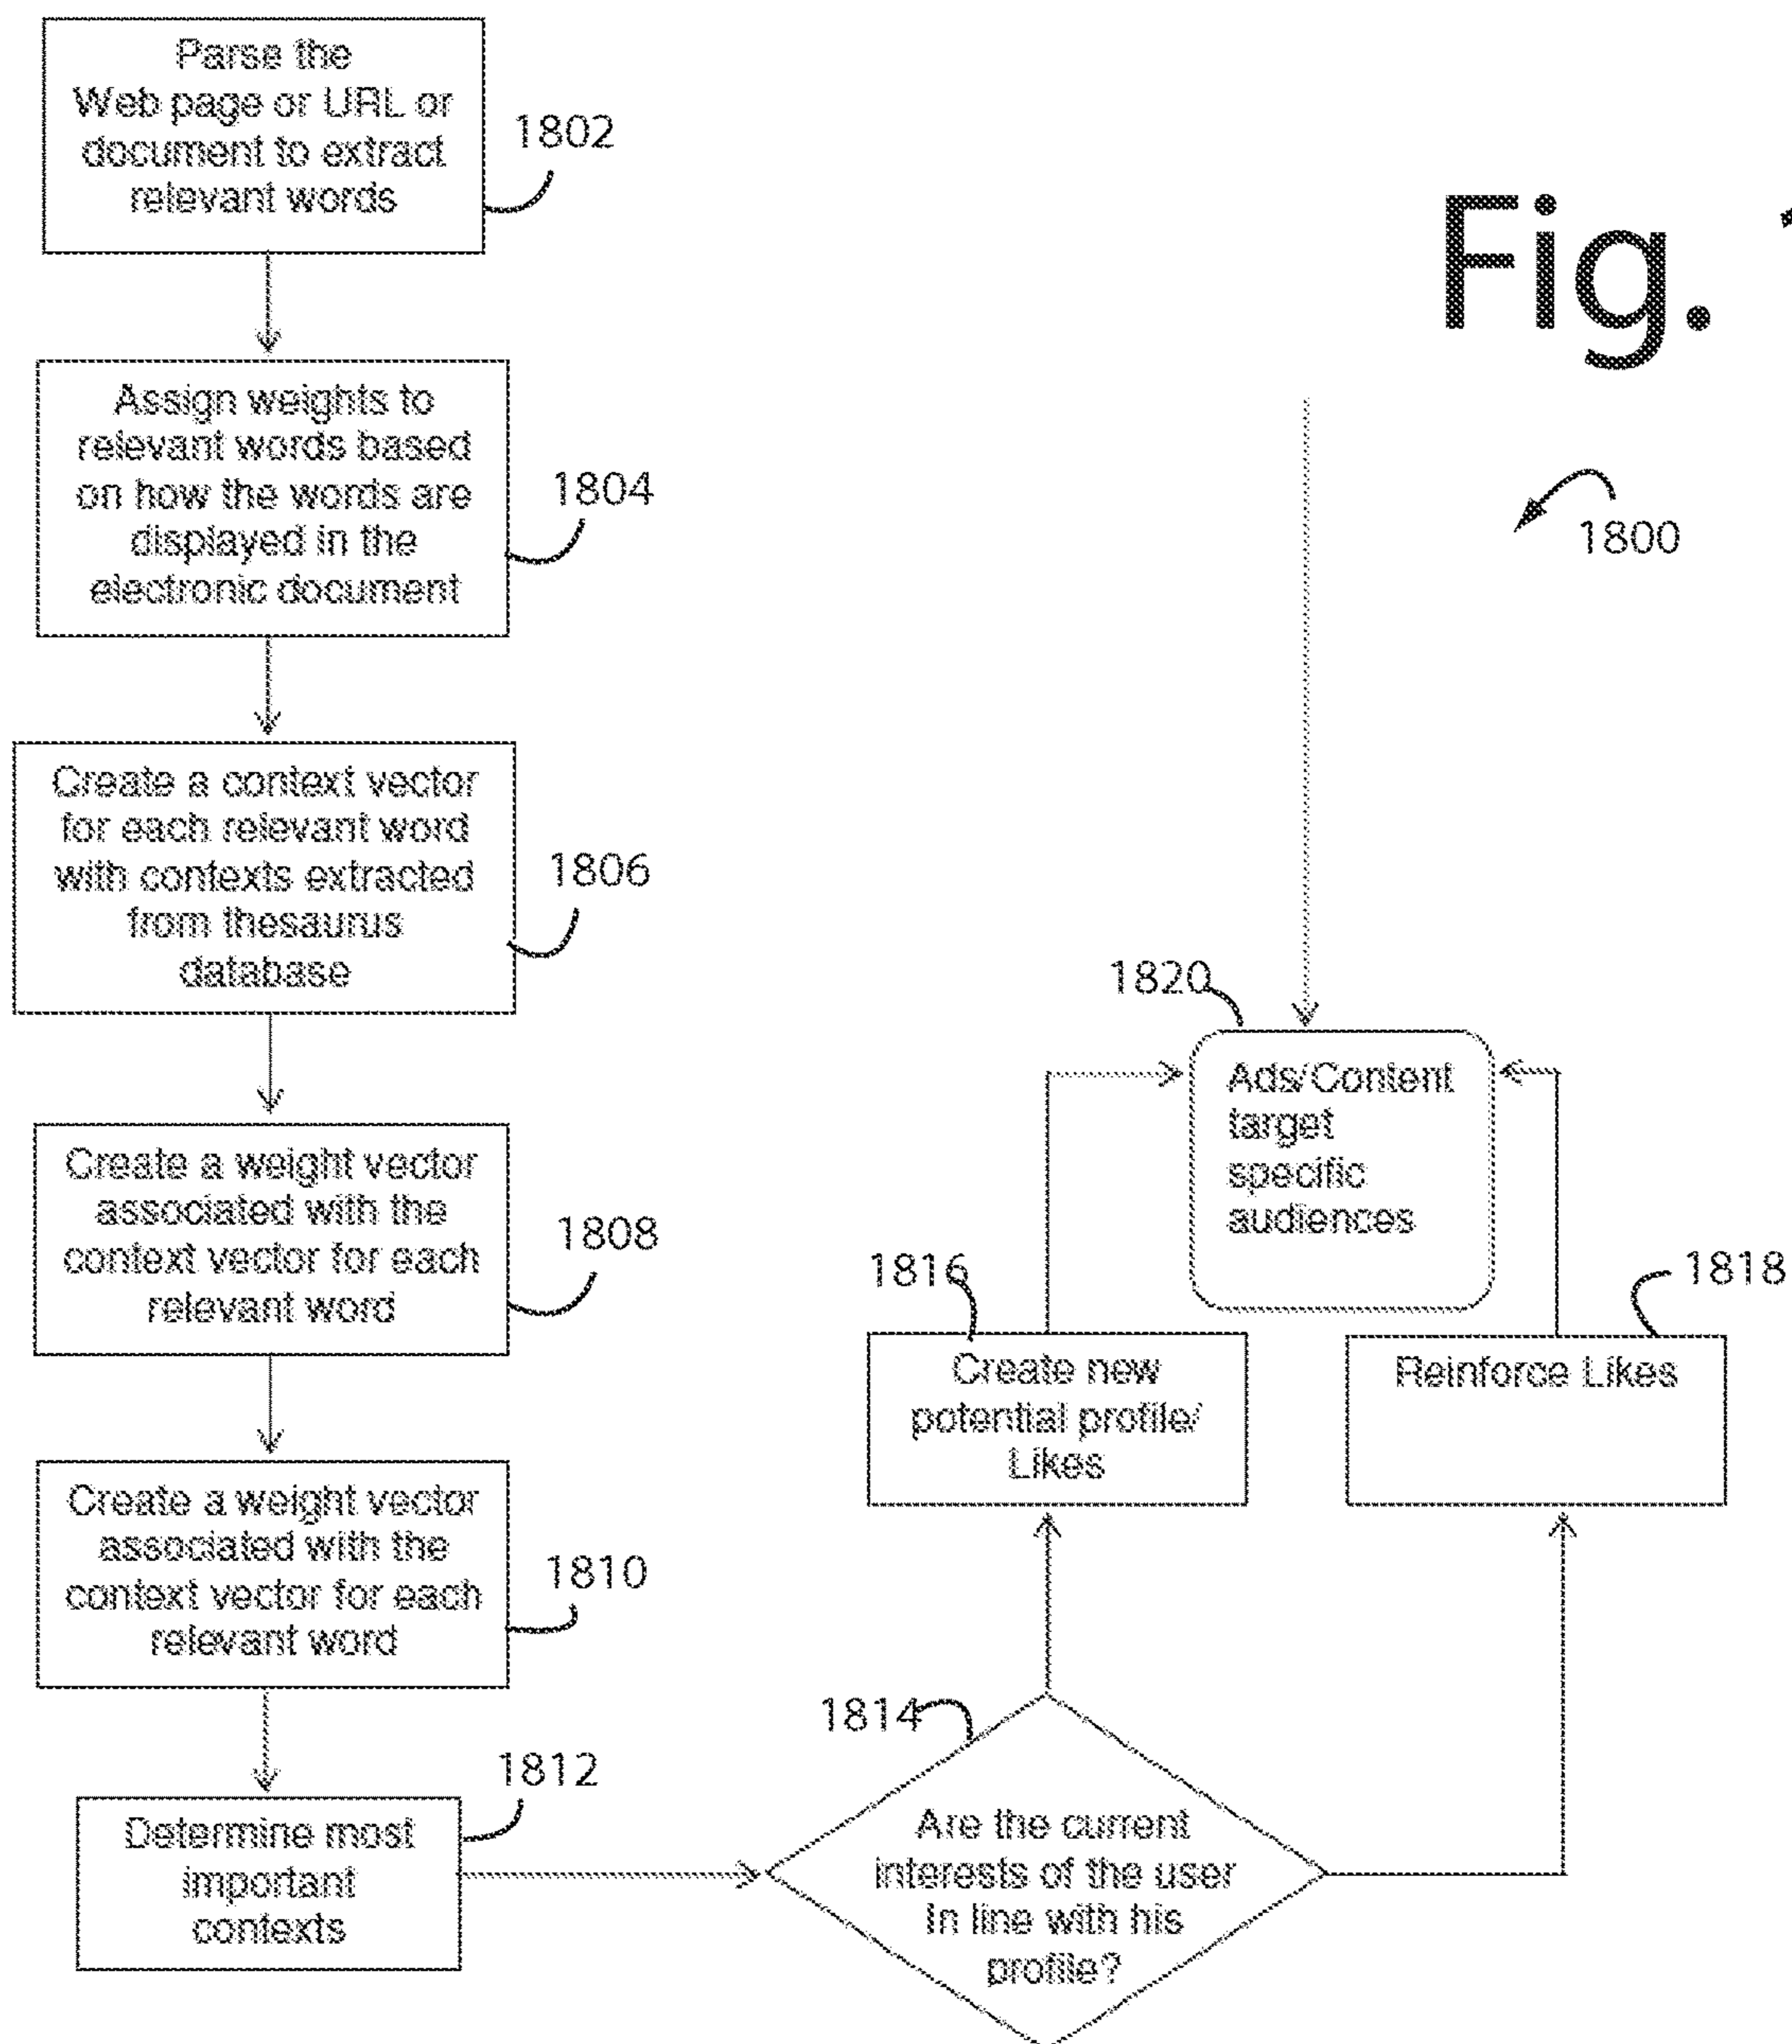 Parse the
Web page or URL or
document to extract
relevant words
1802
Fig.
Assign weights to
relevant words based
on how the words are
displayed in the
electronic document
1804
1800
Create a context vector
for each relevant word
with contexts extracted
from thesaurus
database
1806
1820
Ads/Content
target
specific
audiences
Create a weight vector
associated with the
context vector for each
relevant word
1808
1816
1818
Create new
potential profile/
Likes
Reinforce Likes
Create a weight vector
associated with the
context vector for each
relevant word
1810
1814
1812
Determine most
important
contexts
Are the current
interests of the user
In line with his
profile?